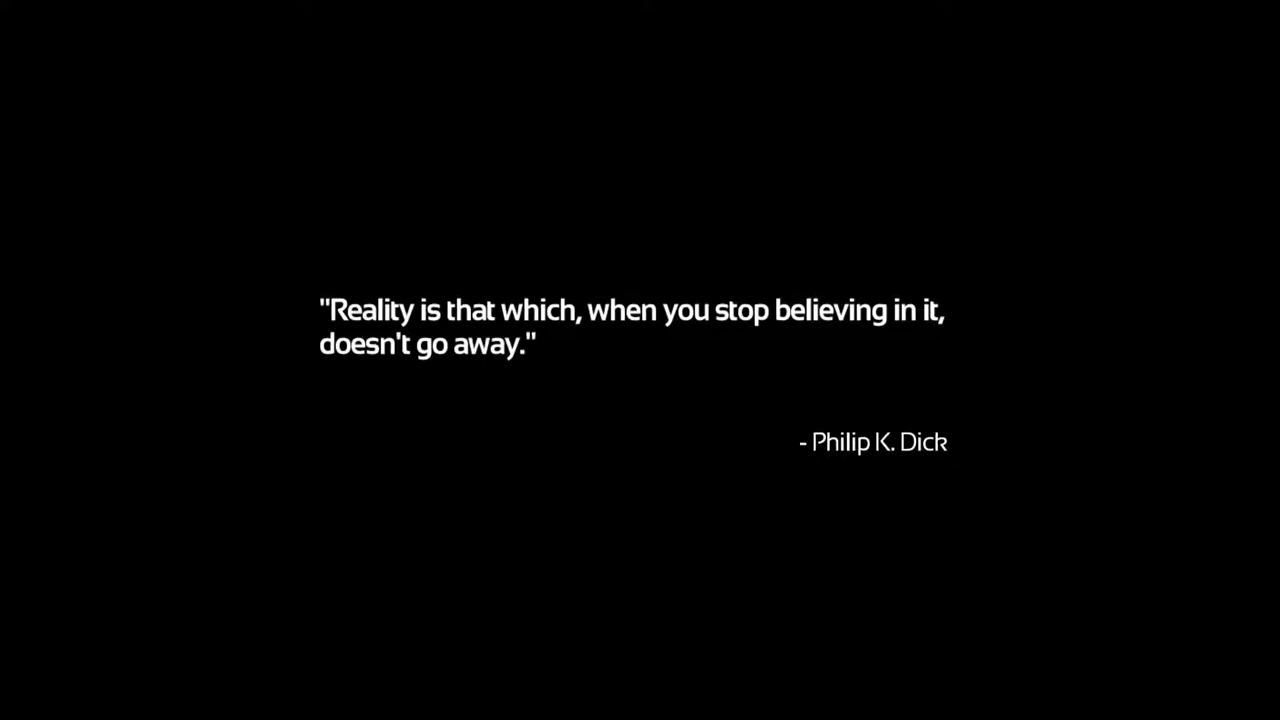 "Reality is that which, when you stop believing in it,
doesn't go away."
- Philip K. Dick